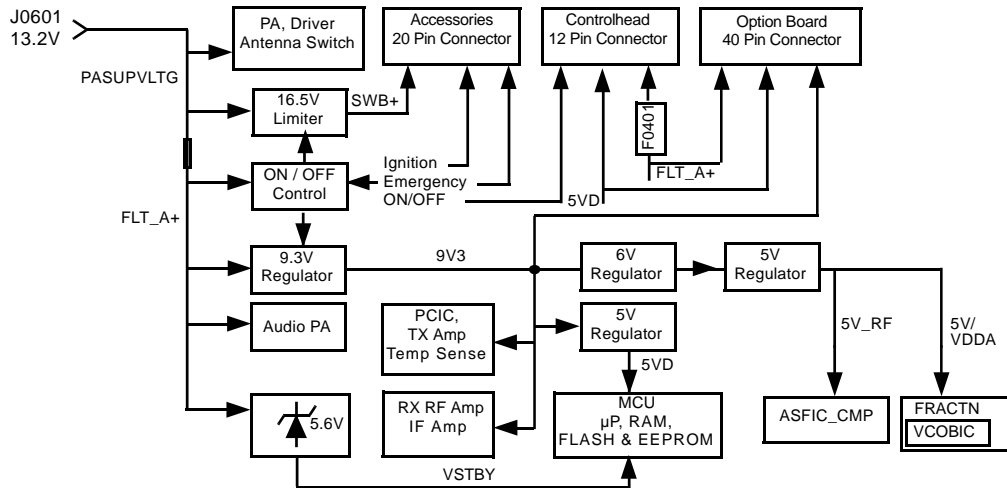 J0601
13.2V
PA, Driver
Antenna Switch
Accessories
20 Pin Connector
Controlhead
12 Pin Connector
Option Board
40 Pin Connector
PASUPVLTG
16.5V
Limiter
SWB+
F0401
ON / OFF
Control
Ignition
Emergency
ON/OFF
5VD
FLT_A+
FLT_A+
9.3V
Regulator
9V3
6V
Regulator
5V
Regulator
Audio PA
PCIC,
TX Amp
Temp Sense
5V
Regulator
5VD
5V_RF
5V/
VDDA
5.6V
RX RF Amp
IF Amp
MCU
µP, RAM,
FLASH & EEPROM
ASFIC_CMP
FRACTN
VCOBIC
VSTBY